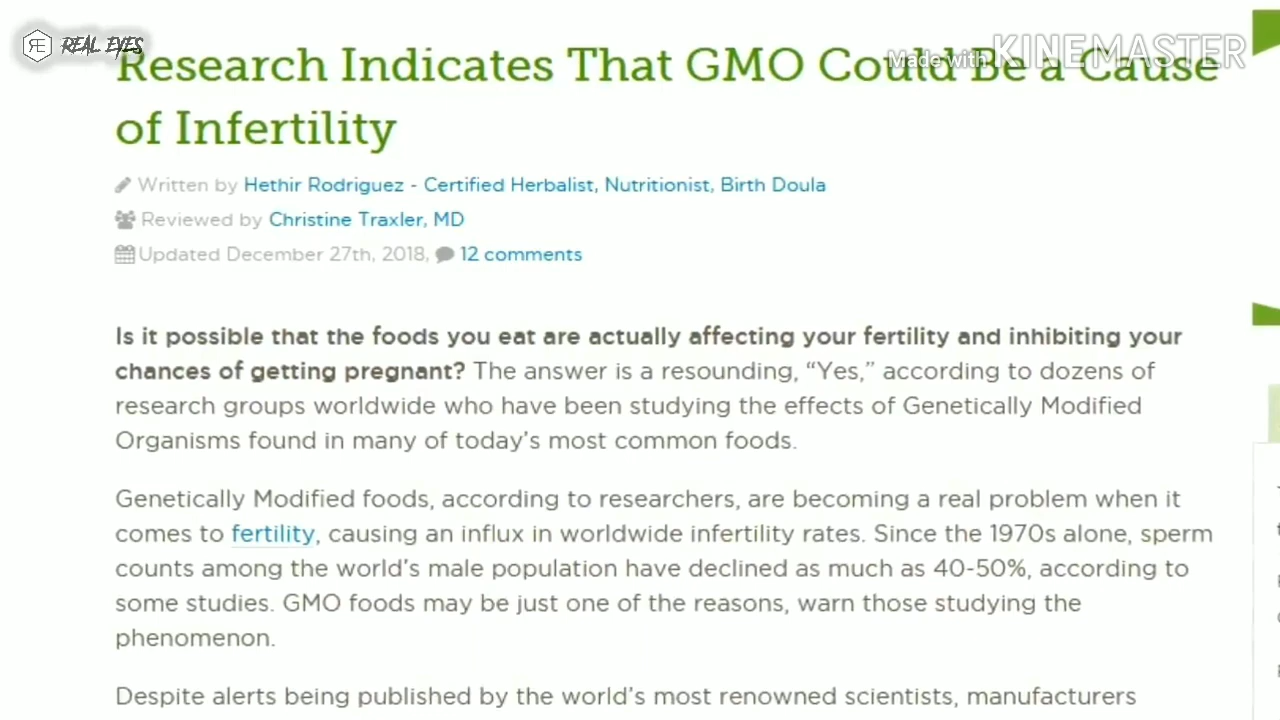 RE REAL EYES
Made with KINEMASTER
Research Indicates That GMO Could Be a Cause
of Infertility
Written by Hethir Rodriguez - Certified Herbalist, Nutritionist, Birth Doula
Reviewed by Christine Traxler, MD
Updated December 27th, 2018, 12 comments
Is it possible that the foods you eat are actually affecting your fertility and inhibiting your
chances of getting pregnant? The answer is a resounding, “Yes,” according to dozens of
research groups worldwide who have been studying the effects of Genetically Modified
Organisms found in many of today’s most common foods.
Genetically Modified foods, according to researchers, are becoming a real problem when it
comes to fertility, causing an influx in worldwide infertility rates. Since the 1970s alone, sperm
counts among the world’s male population have declined as much as 40-50%, according to
some studies. GMO foods may be just one of the reasons, warn those studying the
phenomenon.
Despite alerts being published by the world’s most renowned scientists, manufacturers